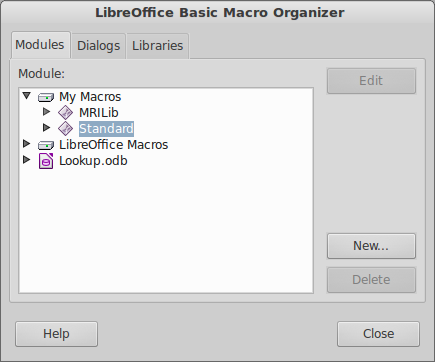 LibreOffice Basic Macro Organizer
Modules Dialogs Libraries
Module:
Edit
My Macros
MRILib
Standard
LibreOffice Macros
Lookup.odb
New...
Delete
Help Close